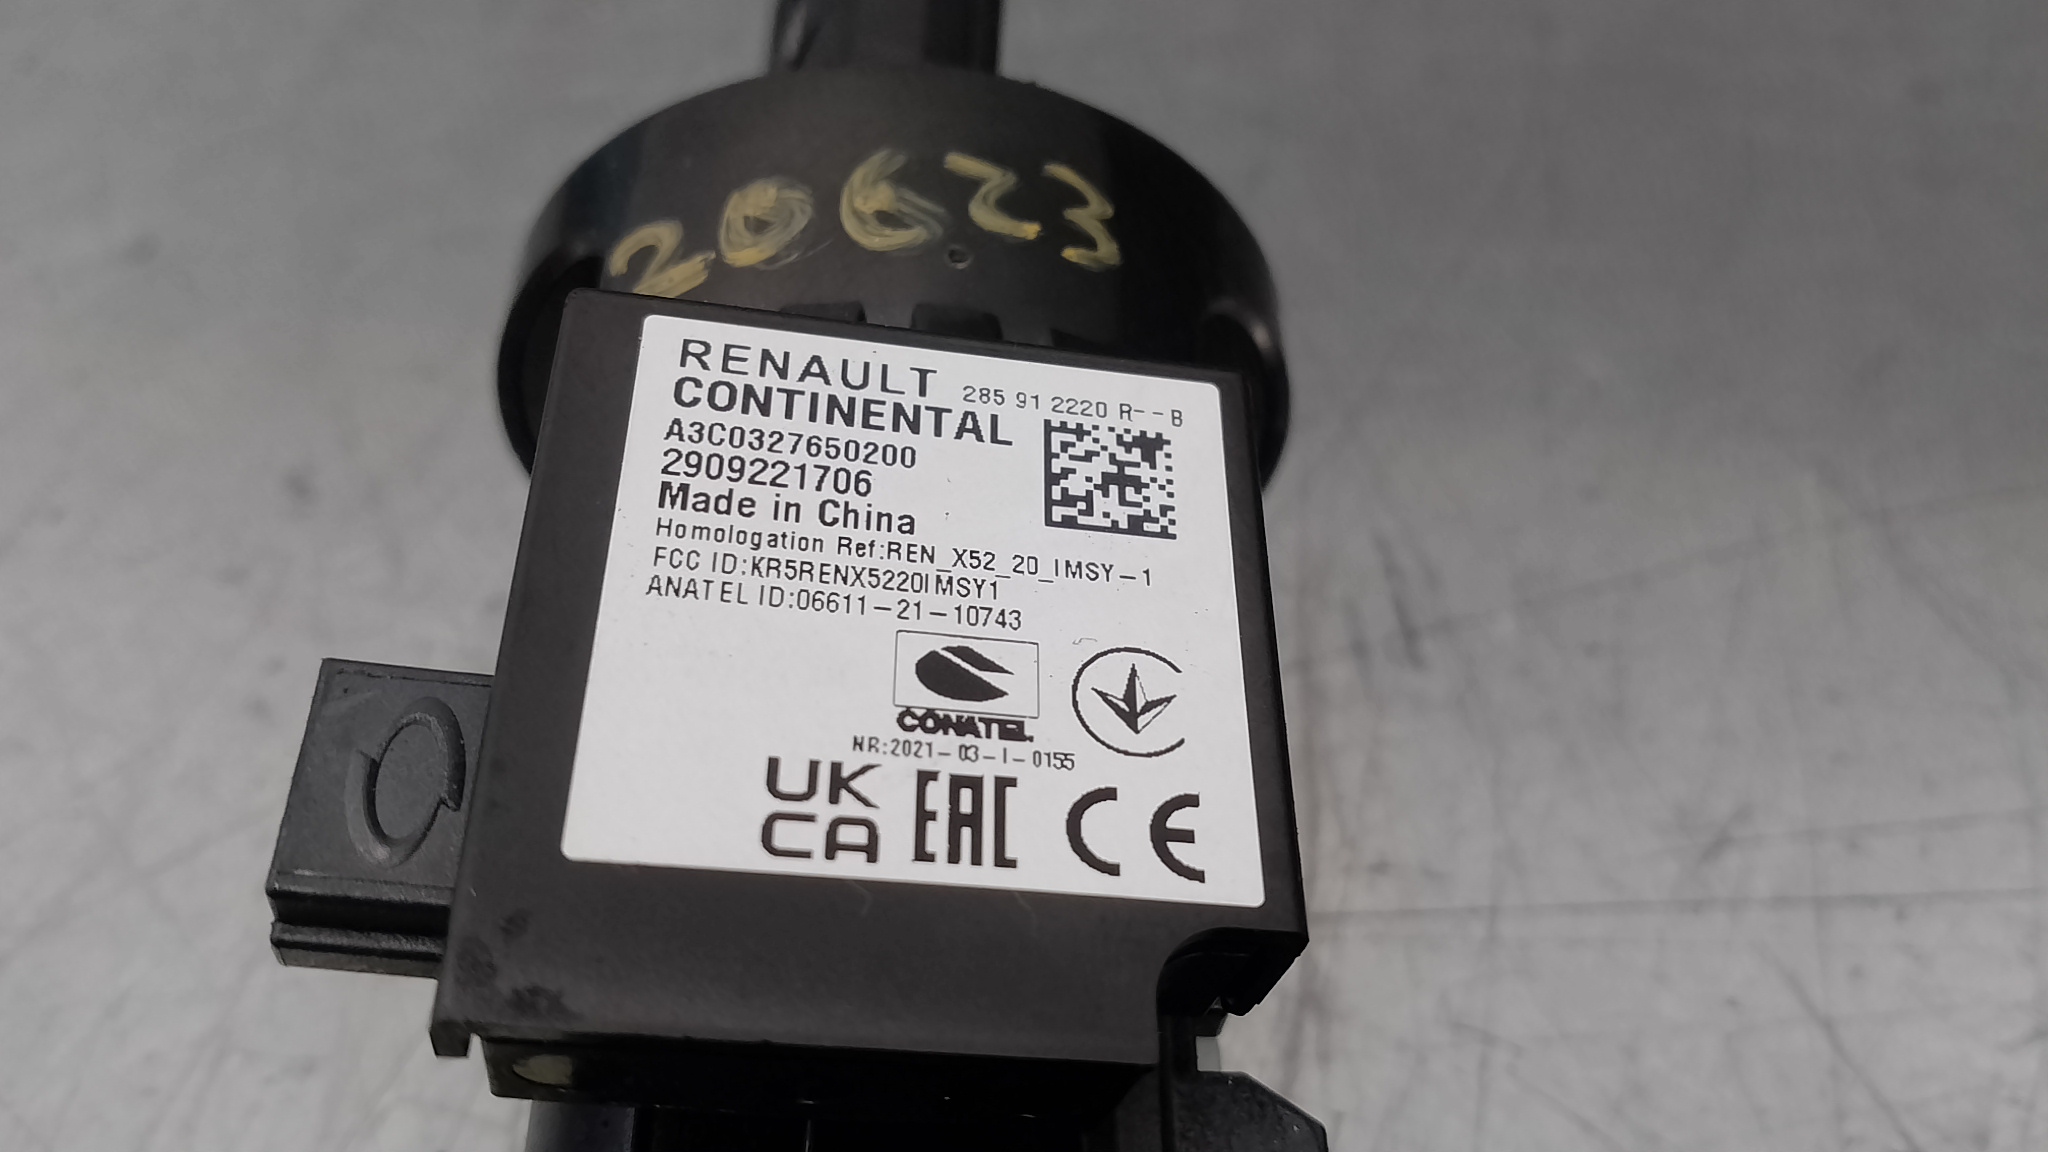 20623
RENAULT 285 91 2220 R--B
CONTINENTAL
A3C0327650200
2909221706
Made in China
Homologation Ref:REN_X52_20_IMSY-1
FCC ID:KR5RENX5220IMSY1
ANATEL ID:06611-21-10743
CONATEL
NR:2021-03-I-0155
UK
CA
EAC
CE